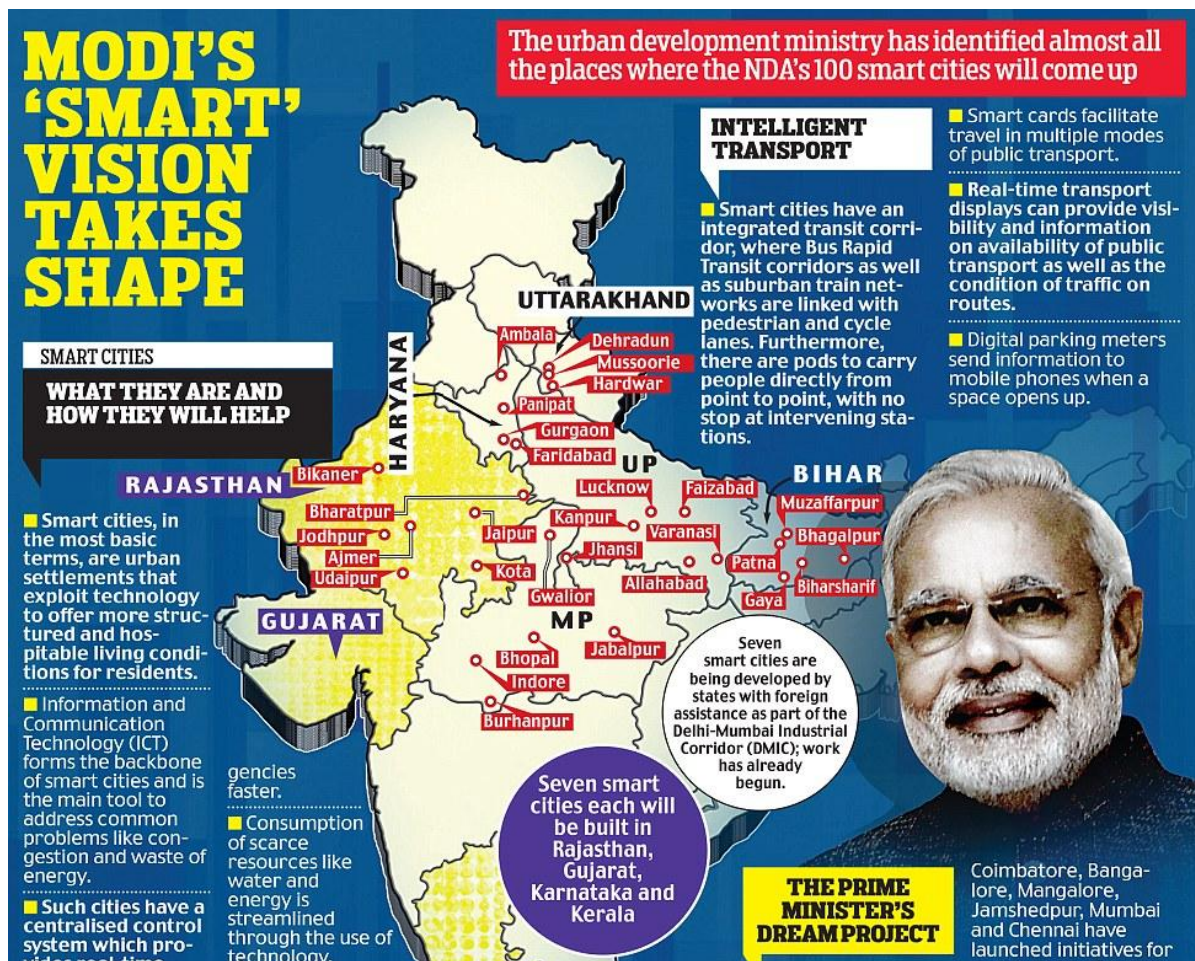 MODI'S
'SMART'
VISION
TAKES
SHAPE
The urban development ministry has identified almost all
the places where the NDA's 100 smart cities will come up
SMART CITIES
WHAT THEY ARE AND
HOW THEY WILL HELP
■ Smart cities, in
the most basic
terms, are urban
settlements that
exploit technology
to offer more struc-
tured and hos-
pitable living condi-
tions for residents.
■ Information and
Communication
Technology (ICT)
forms the backbone
of smart cities and is
the main tool to
address common
problems like con-
gestion and waste of
energy.
■ Such cities have a
centralised control
system which pro-
vides real-time
gencies
faster.
■ Consumption
of scarce
resources like
water and
energy is
streamlined
through the use of
technology.
INTELLIGENT
TRANSPORT
■ Smart cities have an
integrated transit corri-
dor, where Bus Rapid
Transit corridors as well
as suburban train net-
works are linked with
pedestrian and cycle
lanes. Furthermore,
there are pods to carry
people directly from
point to point, with no
stop at intervening sta-
tions.
■ Smart cards facilitate
travel in multiple modes
of public transport.
■ Real-time transport
displays can provide visi-
bility and information
on availability of public
transport as well as the
condition of traffic on
routes.
■ Digital parking meters
send information to
mobile phones when a
space opens up.
UTTARAKHAND
Ambala
Dehradun
Mussoorie
Hardwar
HARYANA
Panipat
Gurgaon
Faridabad
RAJASTHAN
Bikaner
Bharatpur
Jodhpur
Ajmer
Udaipur
Jaipur
Kota
UP
Lucknow
Faizabad
Kanpur
Varanasi
Jhansi
Allahabad
BIHAR
Muzaffarpur
Bhagalpur
Patna
Biharsharif
Gaya
GUJARAT
Gwalior
MP
Bhopal
Jabalpur
Indore
Burhanpur
Seven
smart cities are
being developed by
states with foreign
assistance as part of the
Delhi-Mumbai Industrial
Corridor (DMIC); work
has already
begun.
Seven smart
cities each will
be built in
Rajasthan,
Gujarat,
Karnataka and
Kerala
THE PRIME
MINISTER'S
DREAM PROJECT
Coimbatore, Banga-
lore, Mangalore,
Jamshedpur, Mumbai
and Chennai have
launched initiatives for